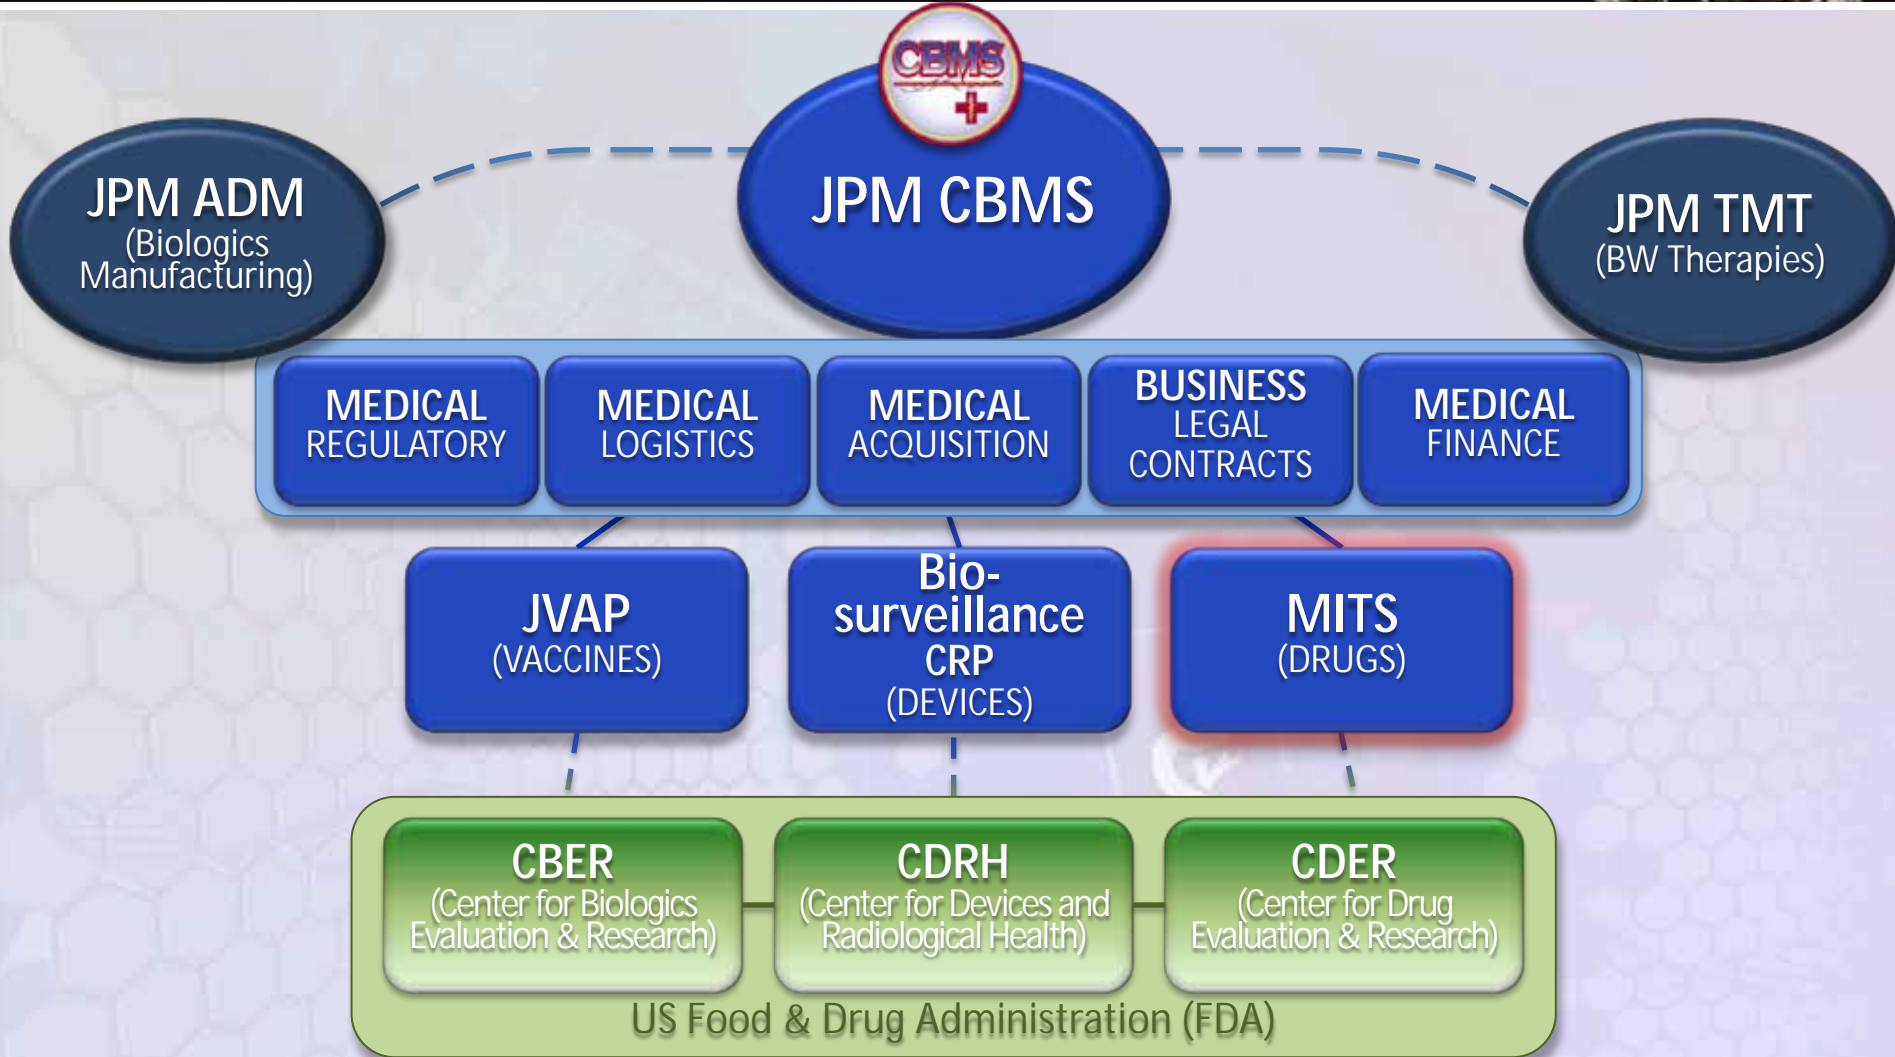 CBMS
JPM CBMS
JPM ADM
(Biologics
Manufacturing)
JPM TMT
(BW Therapies)
MEDICAL
REGULATORY
MEDICAL
LOGISTICS
MEDICAL
ACQUISITION
BUSINESS
LEGAL
CONTRACTS
MEDICAL
FINANCE
JVAP
(VACCINES)
Bio-
surveillance
CRP
(DEVICES)
MITS
(DRUGS)
CBER
(Center for Biologics
Evaluation & Research)
CDRH
(Center for Devices and
Radiological Health)
CDER
(Center for Drug
Evaluation & Research)
US Food & Drug Administration (FDA)